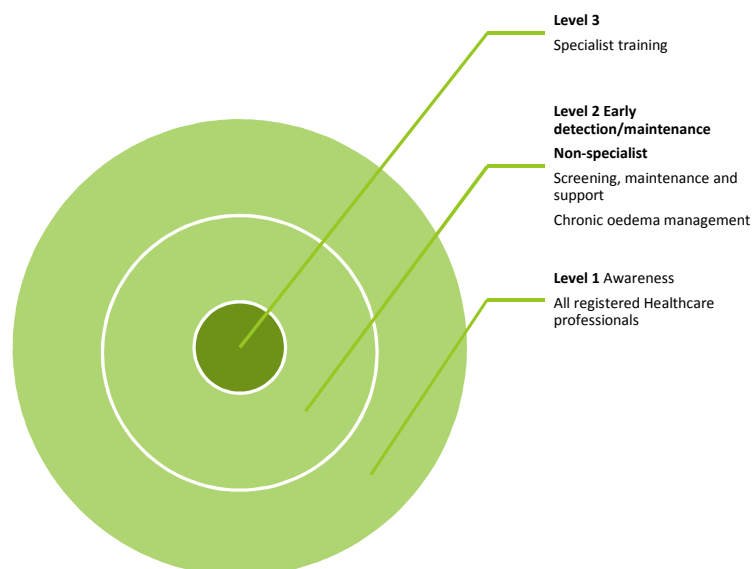 Level 3
Specialist training
Level 2 Early
detection/maintenance
Non-specialist
Screening, maintenance and
support
Chronic oedema management
Level 1 Awareness
All registered Healthcare
professionals